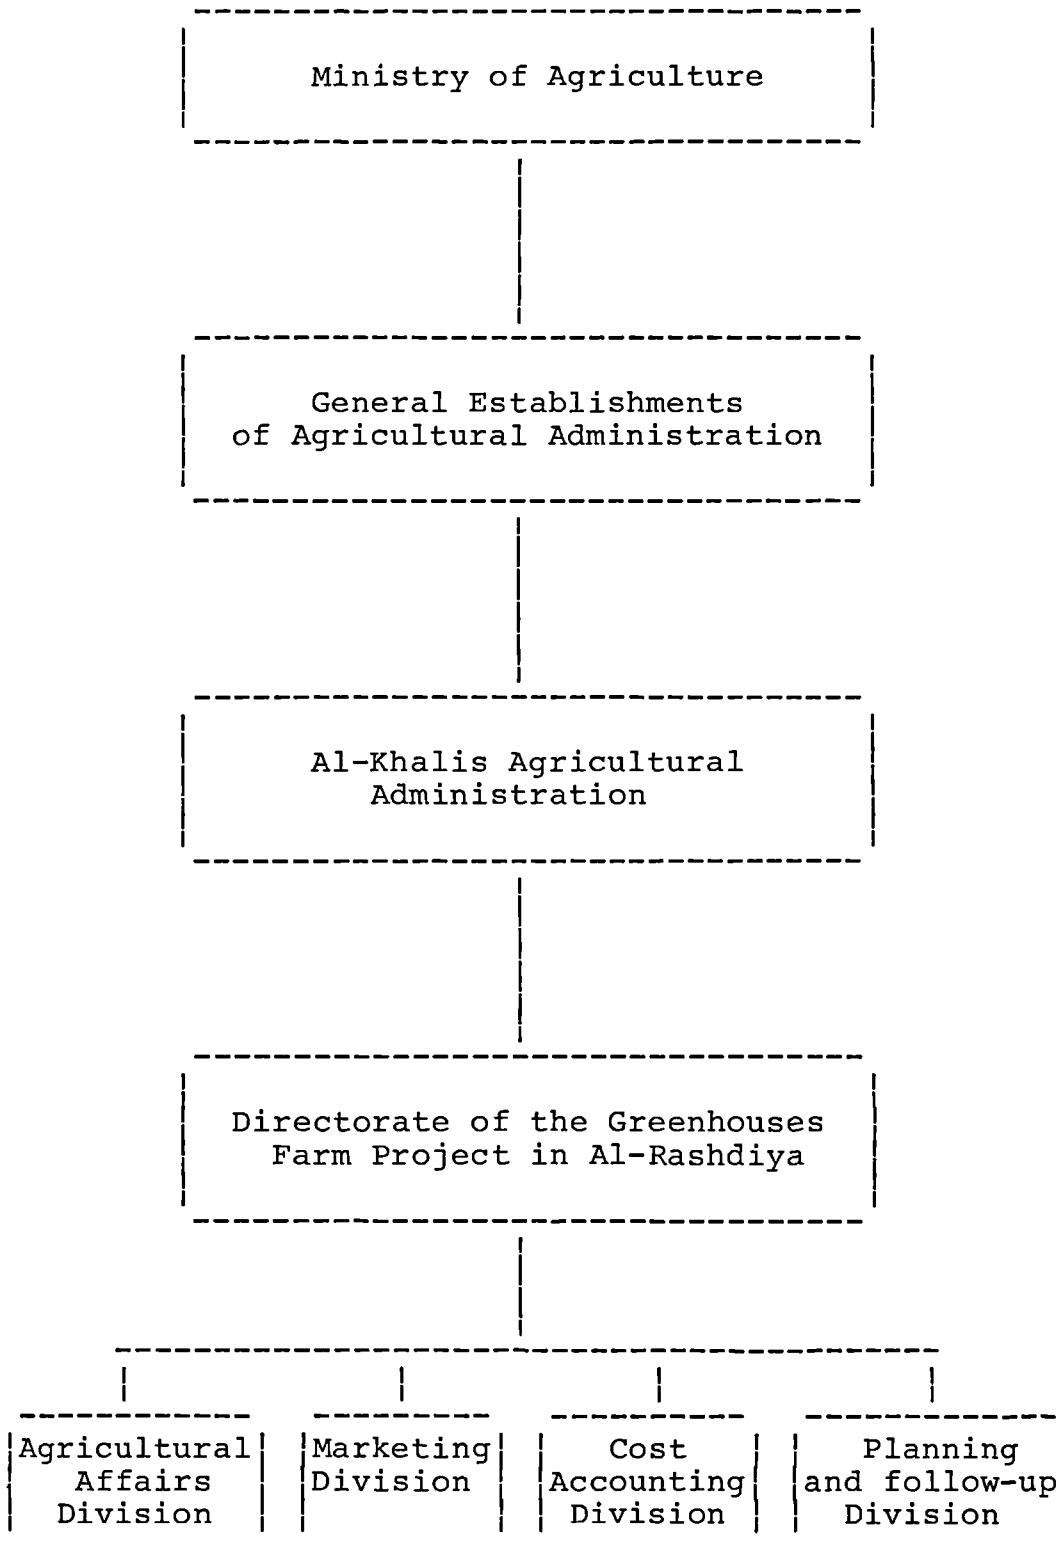 Ministry of Agriculture
General Establishments
of Agricultural Administration
Al-Khalis Agricultural
Administration
Directorate of the Greenhouses
Farm Project in Al-Rashdiya
Agricultural
Affairs
Division
Marketing
Division
Cost
Accounting
Division
Planning
and follow-up
Division